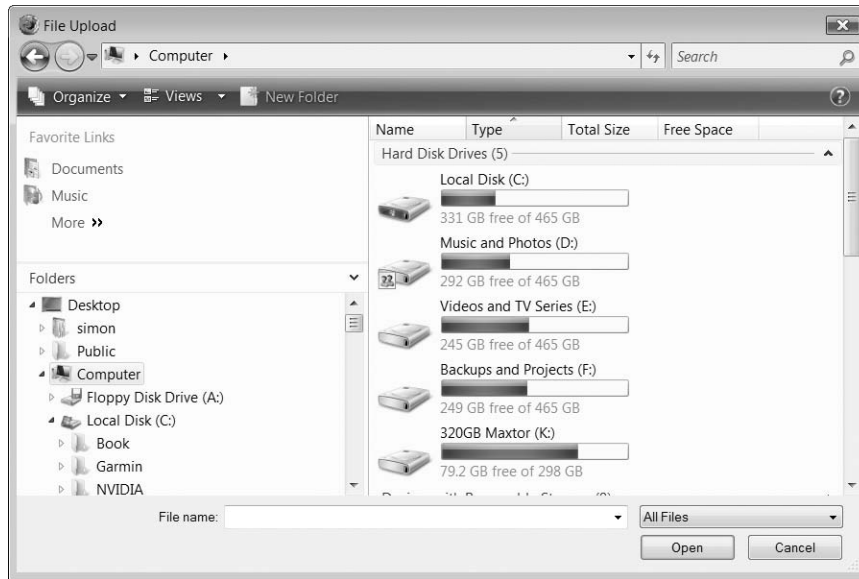 File Upload
Computer
Search
Organize Views New Folder
Favorite Links
Documents
Music
More
Folders
Desktop
simon
Public
Computer
Floppy Disk Drive (A:)
Local Disk (C:)
Book
Garmin
NVIDIA
Name Type Total Size Free Space
Hard Disk Drives (5)
Local Disk (C:)
331 GB free of 465 GB
Music and Photos (D:)
292 GB free of 465 GB
Videos and TV Series (E:)
245 GB free of 465 GB
Backups and Projects (F:)
249 GB free of 465 GB
320GB Maxtor (K:)
79.2 GB free of 298 GB
File name:
All Files
Open Cancel